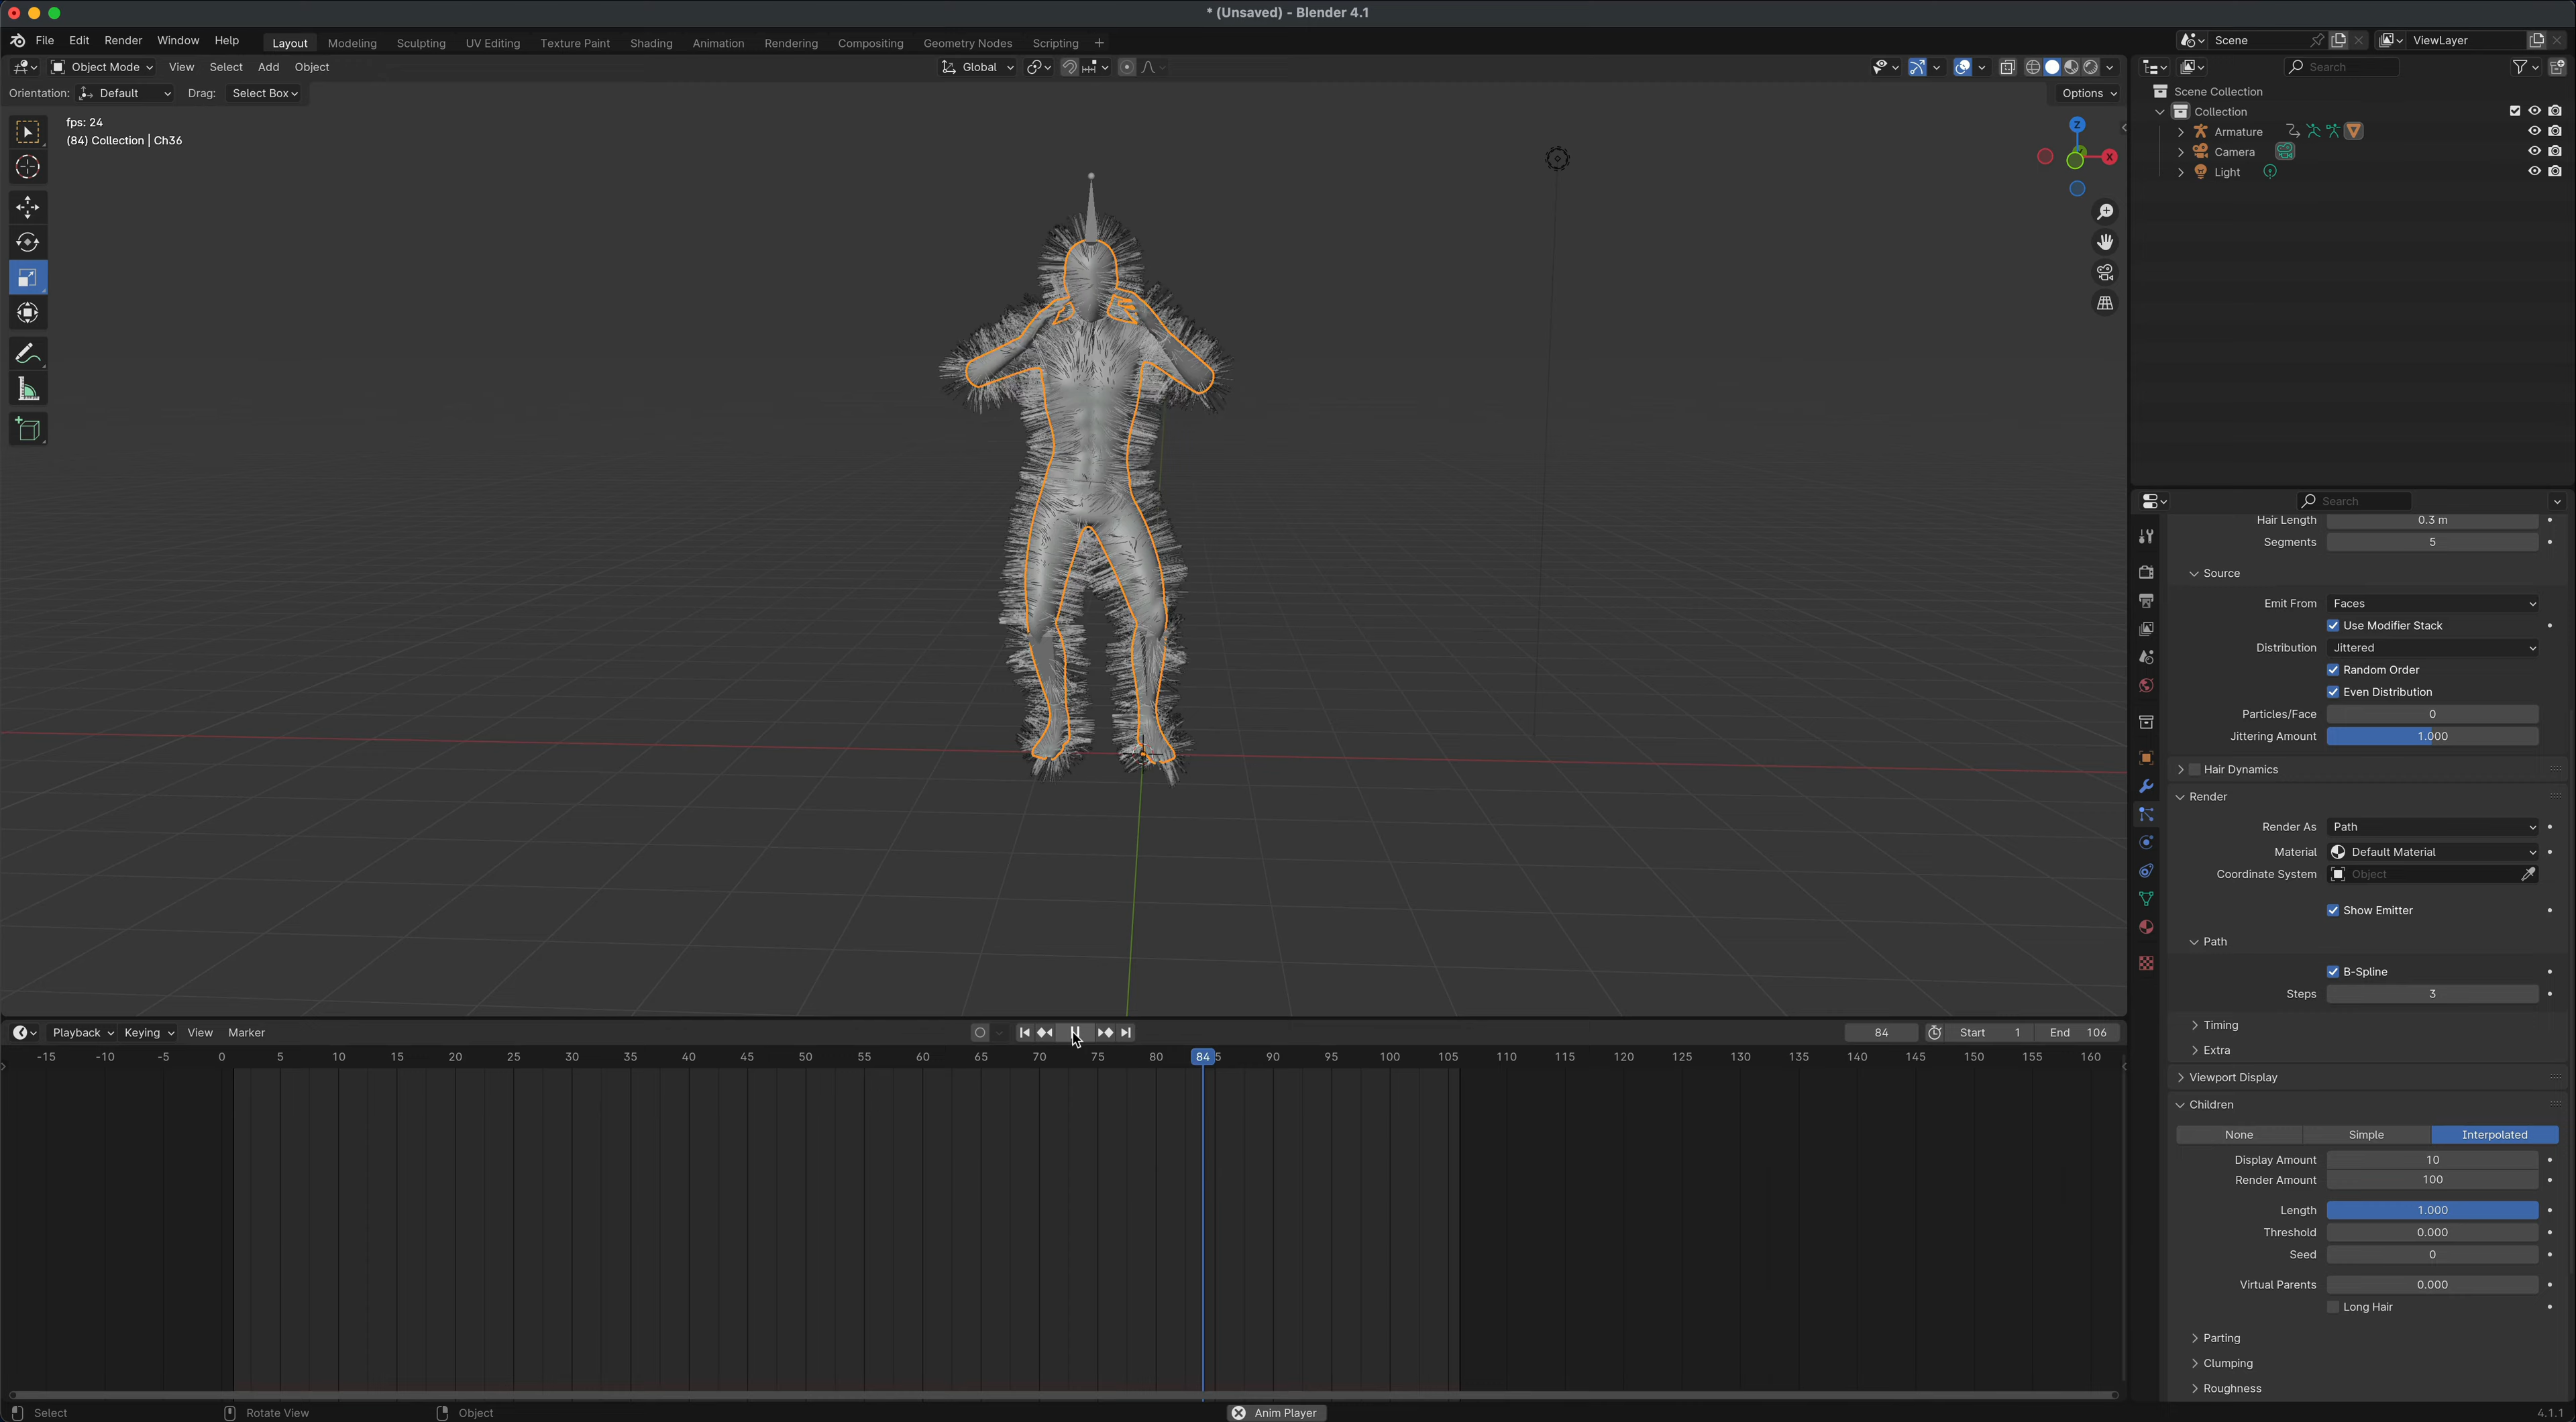 * (Unsaved) - Blender 4.1
File Edit Render Window Help
Layout Modeling Sculpting UV Editing Texture Paint Shading Animation Rendering Compositing Geometry Nodes Scripting +
Scene
ViewLayer
Object Mode View Select Add Object
Global
Search
Orientation: Default Drag: Select Box
Options
fps: 24
(84) Collection | Ch36
Z
X
Scene Collection
Collection
Armature
Camera
Light
Search
Hair Length 0.3 m
Segments 5
Source
Emit From Faces
Use Modifier Stack
Distribution Jittered
Random Order
Even Distribution
Particles/Face 0
Jittering Amount 1.000
Hair Dynamics
Render
Render As Path
Material Default Material
Coordinate System Object
Show Emitter
Path
B-Spline
Steps 3
Timing
Extra
Viewport Display
Children
None Simple Interpolated
Display Amount 10
Render Amount 100
Length 1.000
Threshold 0.000
Seed 0
Virtual Parents 0.000
Long Hair
Parting
Clumping
Roughness
Playback Keying View Marker
84 Start 1 End 106
-15 -10 -5 0 5 10 15 20 25 30 35 40 45 50 55 60 65 70 75 80 84 5 90 95 100 105 110 115 120 125 130 135 140 145 150 155 160
Select Rotate View Object Anim Player 4.1.1